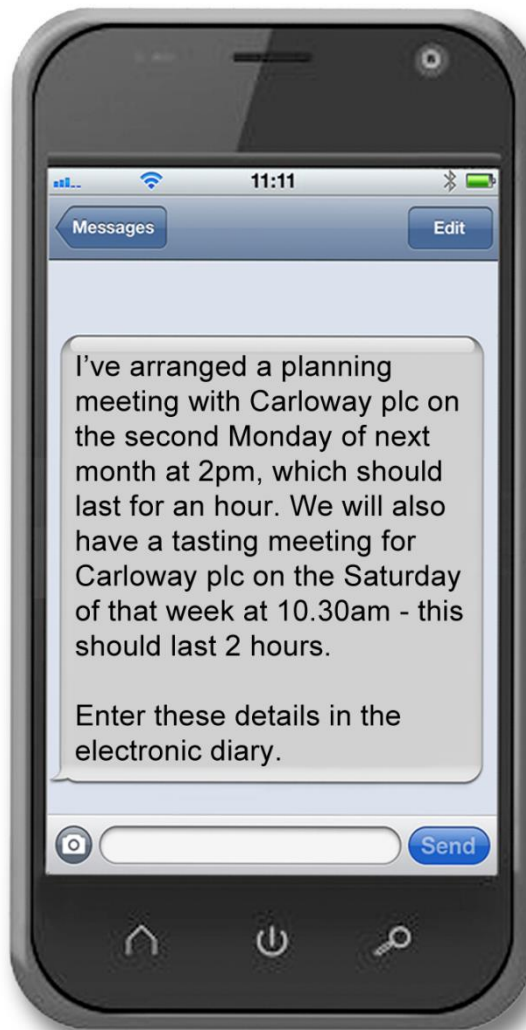 11:11
Messages
Edit
I've arranged a planning
meeting with Carloway plc on
the second Monday of next
month at 2pm, which should
last for an hour. We will also
have a tasting meeting for
Carloway plc on the Saturday
of that week at 10.30am - this
should last 2 hours.
Enter these details in the
electronic diary.
Send